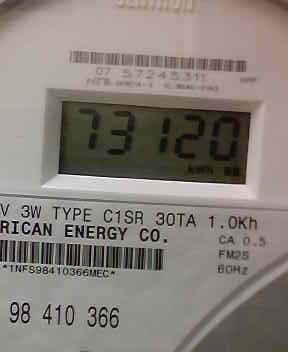 CENTRON
07 57245311
73120
kWh
V 3W TYPE C1SR 30TA 1.0Kh
RICAN ENERGY CO.
CA 0.5
FM2S
*1NFS98410366MEC*
60Hz
98 410 366